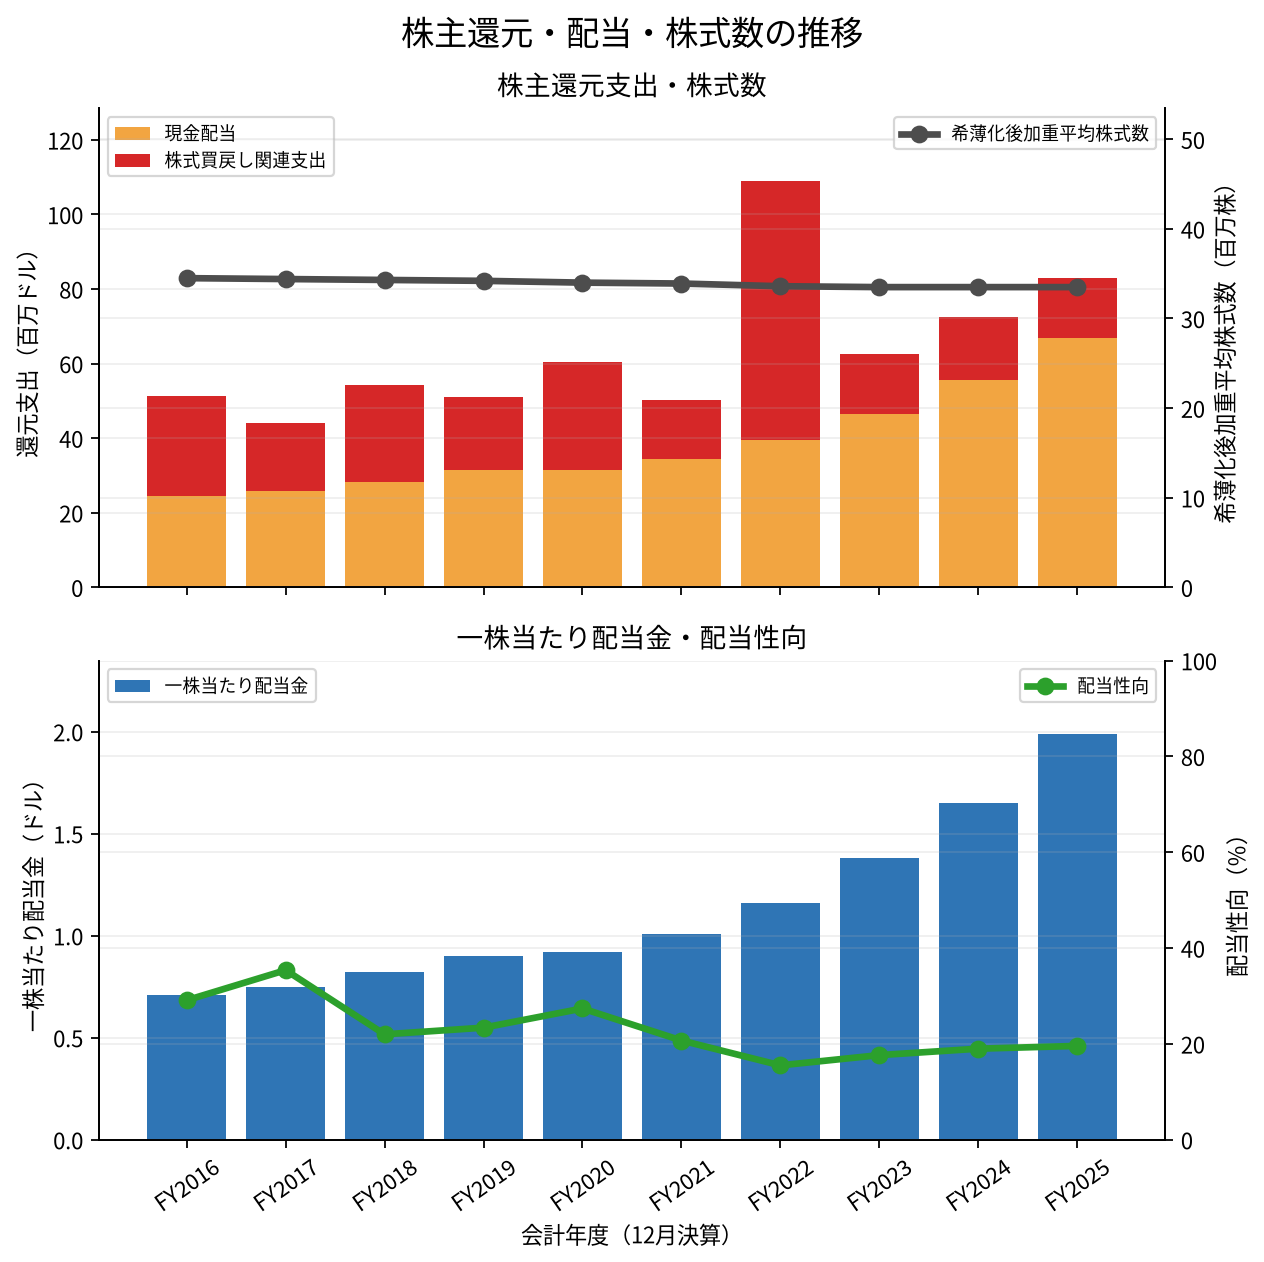 株主還元・配当・株式数の推移
株主還元支出・株式数
現金配当
株式買戻し関連支出
希薄化後加重平均株式数
還元支出（百万ドル）
120
100
80
60
40
20
0
50
40
30
20
10
0
希薄化後加重平均株式数（百万株）
一株当たり配当金・配当性向
一株当たり配当金
配当性向
一株当たり配当金（ドル）
2.0
1.5
1.0
0.5
0.0
100
80
60
40
20
0
配当性向（%）
FY2016
FY2017
FY2018
FY2019
FY2020
FY2021
FY2022
FY2023
FY2024
FY2025
会計年度（12月決算）